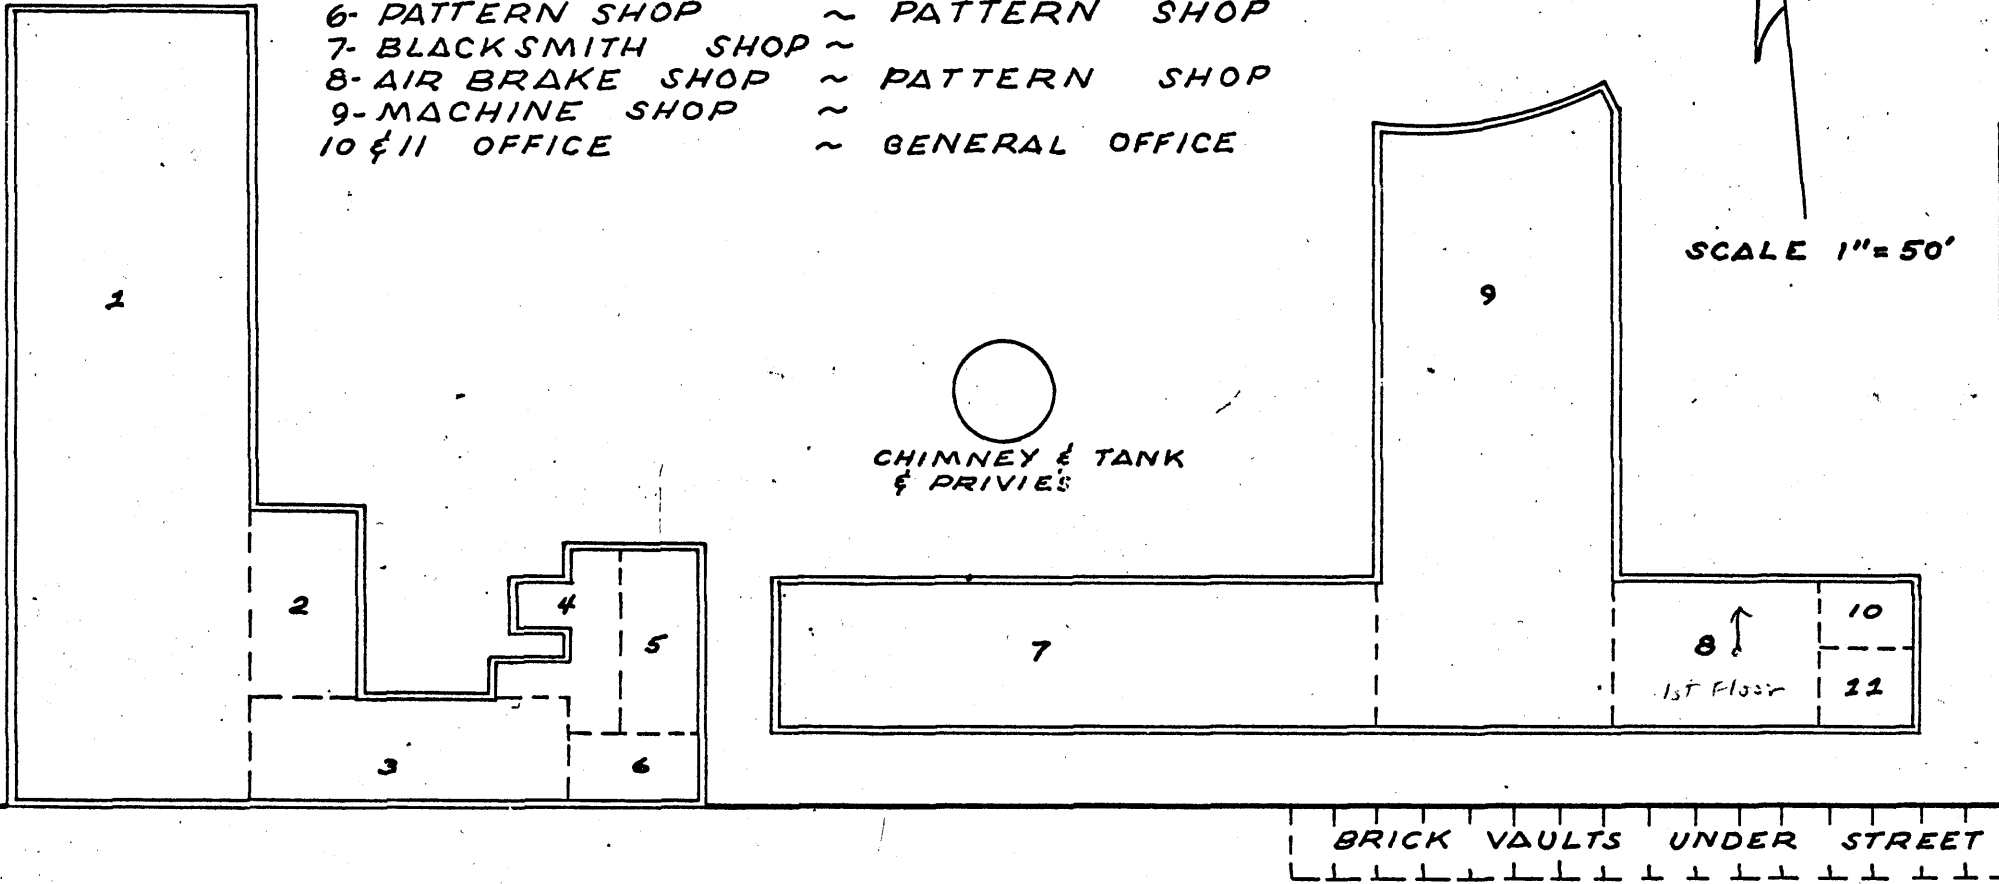 6- PATTERN SHOP ~ PATTERN SHOP
7- BLACKSMITH SHOP ~
8- AIR BRAKE SHOP ~ PATTERN SHOP
9- MACHINE SHOP ~
10 & 11 OFFICE ~ GENERAL OFFICE
SCALE 1"=50'
1
9
CHIMNEY & TANK
& PRIVIE'S
2
4
5
7
8
10
1st Floor
11
3
6
BRICK VAULTS UNDER STREET